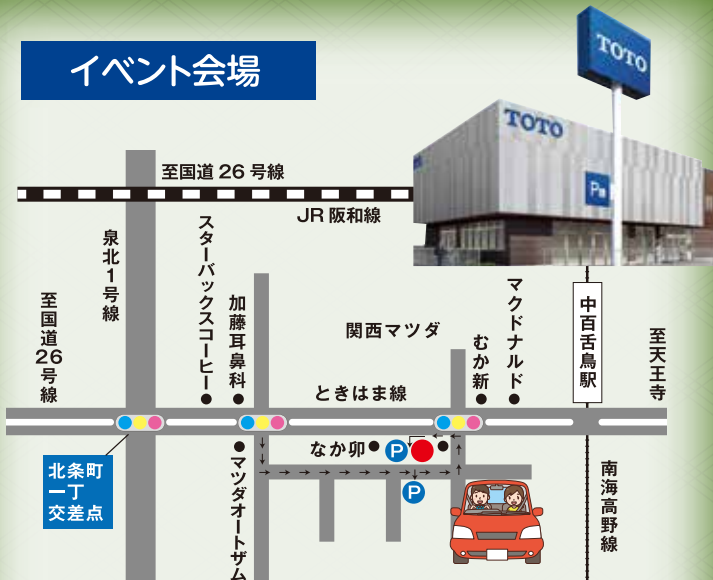 イベント会場
TOTO
TOTO
P
至国道26号線
JR阪和線
泉北1号線
スターバックスコーヒー
加藤耳鼻科
関西マツダ
マクドナルド
むか新
中百舌鳥駅
至天王寺
至国道26号線
ときはま線
なか卯
P
P
北条町
一丁
交差点
マツダオートザム
南海高野線